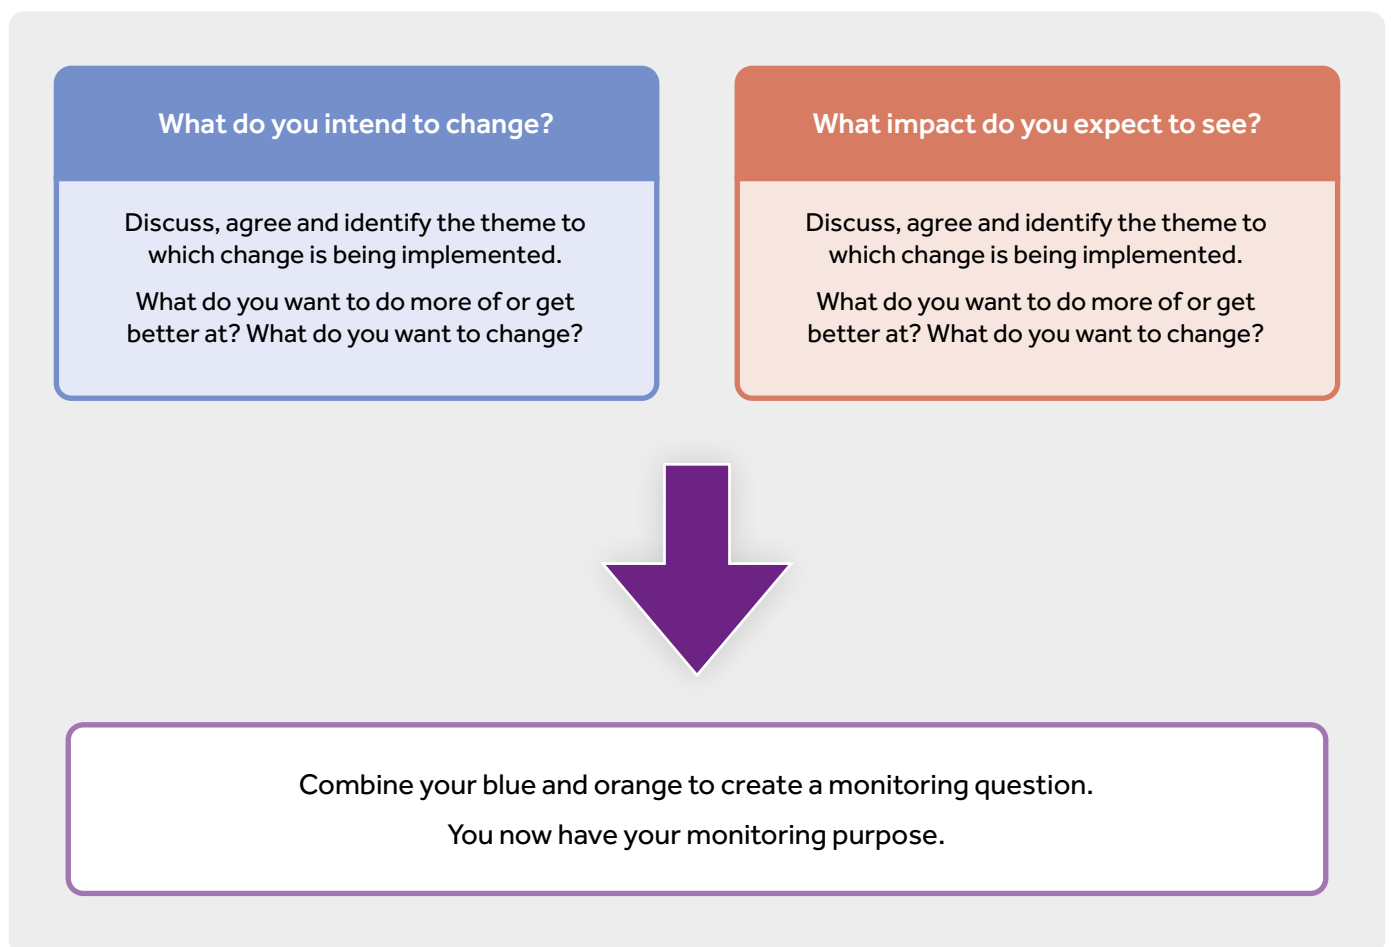 What do you intend to change?
Discuss, agree and identify the theme to
which change is being implemented.
What do you want to do more of or get
better at? What do you want to change?
What impact do you expect to see?
Discuss, agree and identify the theme to
which change is being implemented.
What do you want to do more of or get
better at? What do you want to change?
Combine your blue and orange to create a monitoring question.
You now have your monitoring purpose.